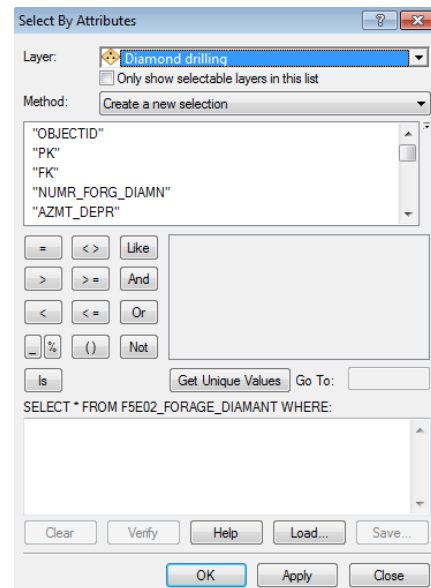 Select By Attributes
Layer: Diamond drilling
Only show selectable layers in this list
Method: Create a new selection
"OBJECTID"
"PK"
"FK"
"NUMR_FORG_DIAMN"
"AZMT_DEPR"
= < > Like
> > = And
< < = Or
_ % () Not
Is Get Unique Values Go To:
SELECT * FROM F5E02_FORAGE_DIAMANT WHERE:
Clear Verify Help Load... Save...
OK Apply Close